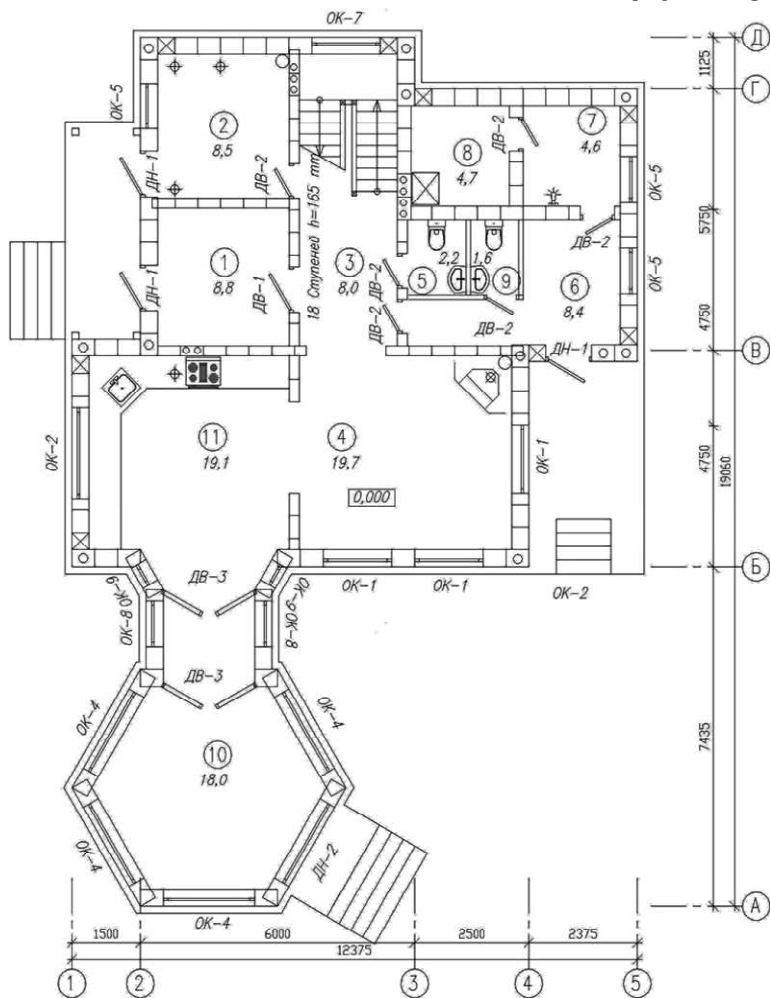 ОК-7
Д
1125
Г
ОК-5
2
8,5
ДН-1
ДВ-2
8
4,7
ДВ-2
7
4,6
ОК-5
5750
18 Ступеней h=165 mm
1
8,8
ДН-1
ДВ-1
3
8,0
ДВ-2
ДВ-2
5
2,2
1,6
9
ДВ-2
ДВ-2
6
8,4
ОК-5
4750
ДН-1
В
ОК-2
11
19,1
4
19,7
0,000
ОК-1
4750
19060
ОК-9
ДВ-3
ОК-9
ОК-1
ОК-1
ОК-2
Б
ОК-8
ОК-8
ДВ-3
ОК-4
ОК-4
10
18,0
7435
ОК-4
ДН-2
ОК-4
А
1500
6000
2500
2375
12375
1
2
3
4
5